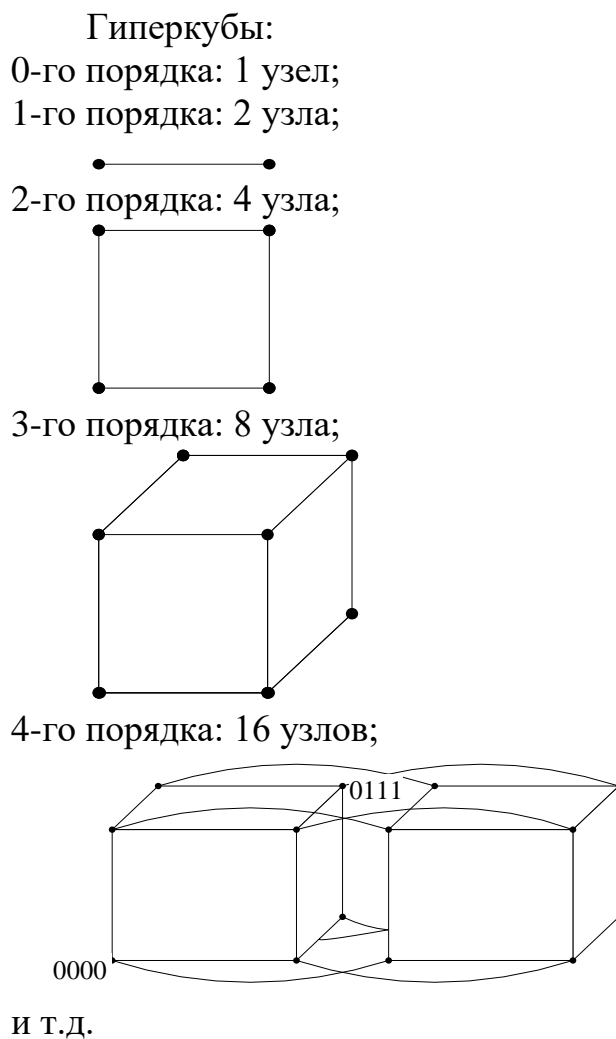 Гиперкубы:
0-го порядка: 1 узел;
1-го порядка: 2 узла;
2-го порядка: 4 узла;
3-го порядка: 8 узла;
4-го порядка: 16 узлов;
0111
0000
и т.д.